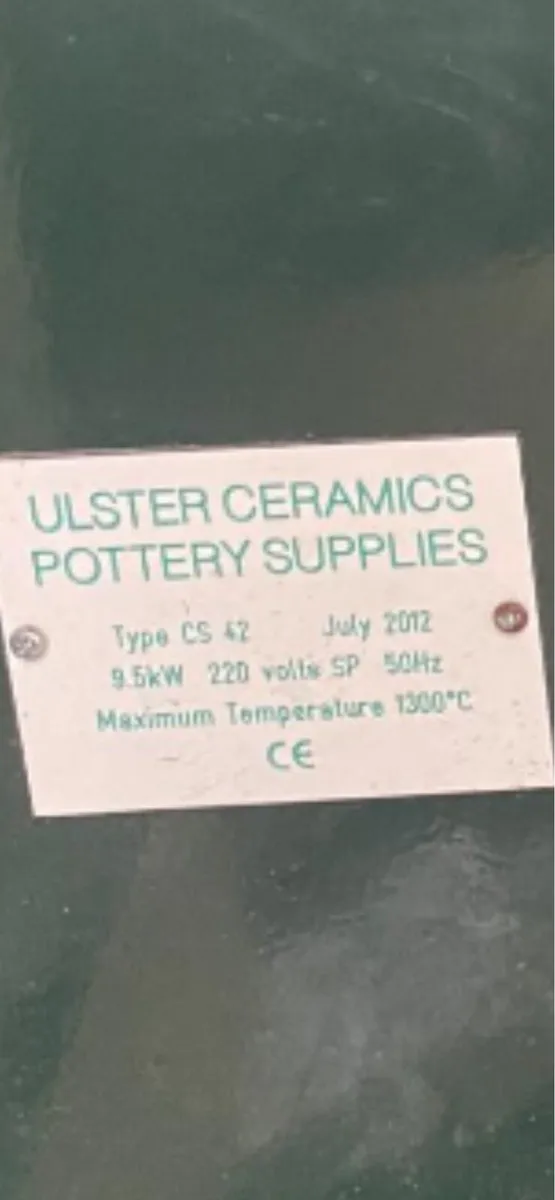 ULSTER CERAMICS
POTTERY SUPPLIES
Type CS 42 July 2012
9.5kW 220 volts SP 50Hz
Maximum Temperature 1300°C
CE